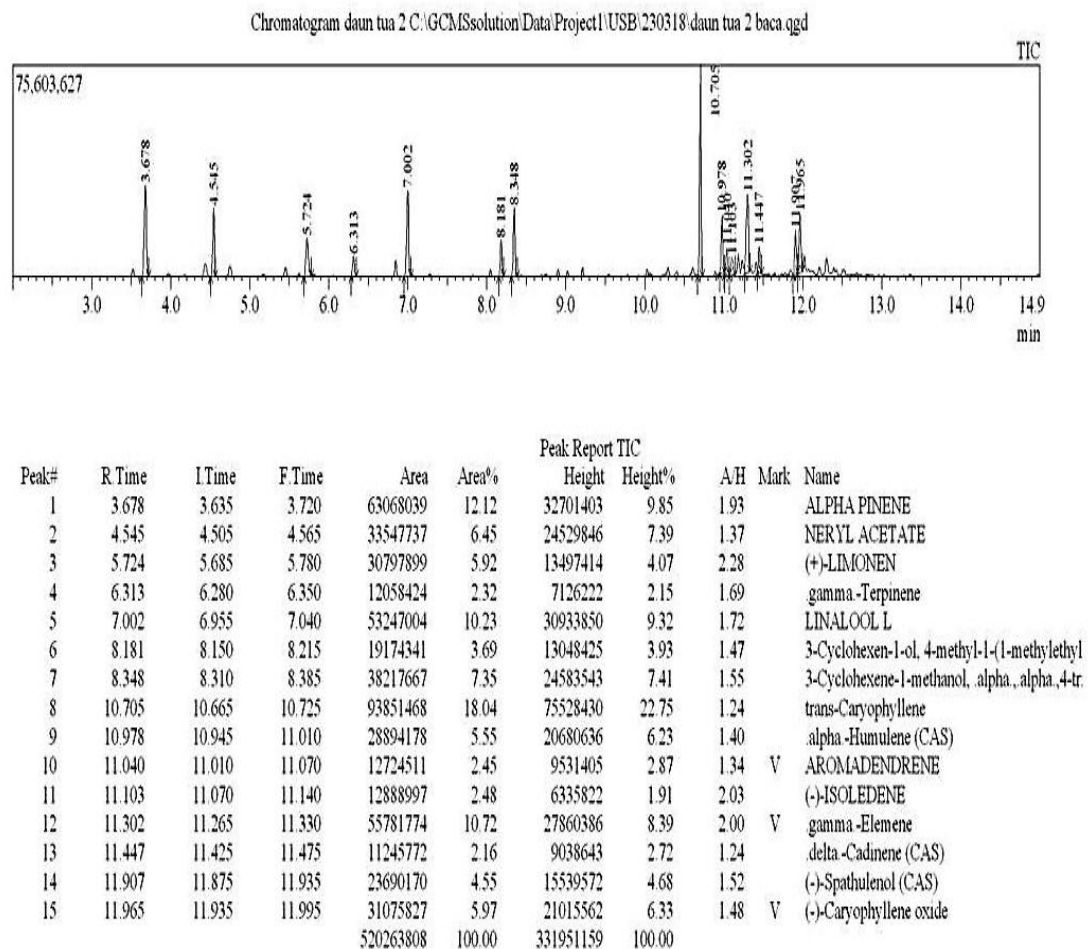 Chromatogram daun tua 2 C:\GCMSsolution\Data\Project1\USB\230318\daun tua 2 baca.qgd
TIC
75,603,627
3.678
4.545
5.724
6.313
7.002
8.181
8.348
10.705
10.978
11.103
11.302
11.447
11.907
11.965
3.0 4.0 5.0 6.0 7.0 8.0 9.0 10.0 11.0 12.0 13.0 14.0 14.9
min
Peak Report TIC
Peak# R.Time I.Time F.Time Area Area% Height Height% A/H Mark Name
1 3.678 3.635 3.720 63068039 12.12 32701403 9.85 1.93 ALPHA PINENE
2 4.545 4.505 4.565 33547737 6.45 24529846 7.39 1.37 NERYL ACETATE
3 5.724 5.685 5.780 30797899 5.92 13497414 4.07 2.28 (+)-LIMONEN
4 6.313 6.280 6.350 12058424 2.32 7126222 2.15 1.69 .gamma.-Terpinene
5 7.002 6.955 7.040 53247004 10.23 30933850 9.32 1.72 LINALOOL L
6 8.181 8.150 8.215 19174341 3.69 13048425 3.93 1.47 3-Cyclohexen-1-ol, 4-methyl-1-(1-methylethyl
7 8.348 8.310 8.385 38217667 7.35 24583543 7.41 1.55 3-Cyclohexene-1-methanol, .alpha.,.alpha.,4-tr.
8 10.705 10.665 10.725 93851468 18.04 75528430 22.75 1.24 trans-Caryophyllene
9 10.978 10.945 11.010 28894178 5.55 20680636 6.23 1.40 .alpha.-Humulene (CAS)
10 11.040 11.010 11.070 12724511 2.45 9531405 2.87 1.34 V AROMADENDRENE
11 11.103 11.070 11.140 12888997 2.48 6335822 1.91 2.03 (-)-ISOLEDENE
12 11.302 11.265 11.330 55781774 10.72 27860386 8.39 2.00 V .gamma.-Elemene
13 11.447 11.425 11.475 11245772 2.16 9038643 2.72 1.24 .delta.-Cadinene (CAS)
14 11.907 11.875 11.935 23690170 4.55 15539572 4.68 1.52 (-)-Spathulenol (CAS)
15 11.965 11.935 11.995 31075827 5.97 21015562 6.33 1.48 V (-)-Caryophyllene oxide
520263808 100.00 331951159 100.00